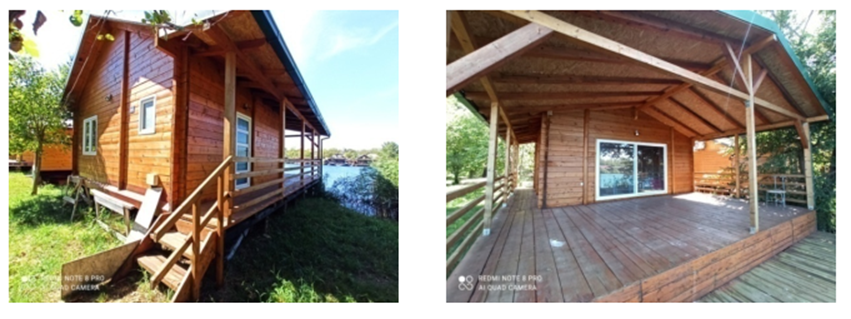 REDMI NOTE 8 PRO
AI QUAD CAMERA
REDMI NOTE 8 PRO
AI QUAD CAMERA